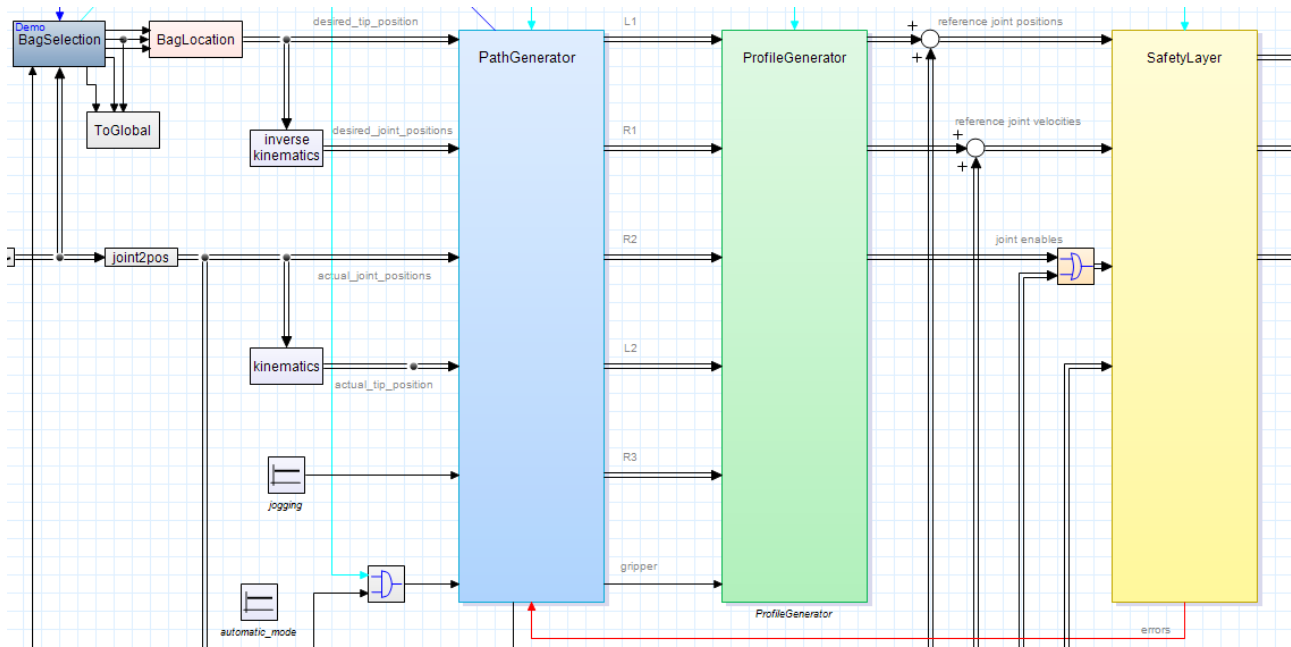 desired_tip_position
L1
reference joint positions
Demo
BagSelection
BagLocation
PathGenerator
ProfileGenerator
SafetyLayer
+
+
ToGlobal
inverse
kinematics
desired_joint_positions
R1
reference joint velocities
+
+
R2
joint enables
joint2pos
actual_joint_positions
L2
kinematics
actual_tip_position
R3
jogging
gripper
automatic_mode
ProfileGenerator
errors